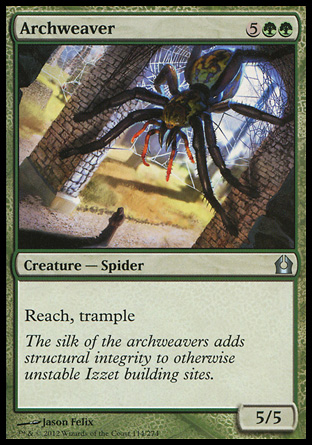 Archweaver 5
Creature — Spider
Reach, trample
The silk of the archweavers adds
structural integrity to otherwise
unstable Izzet building sites.
Jason Felix
™ & © 2012 Wizards of the Coast 114/274
5/5